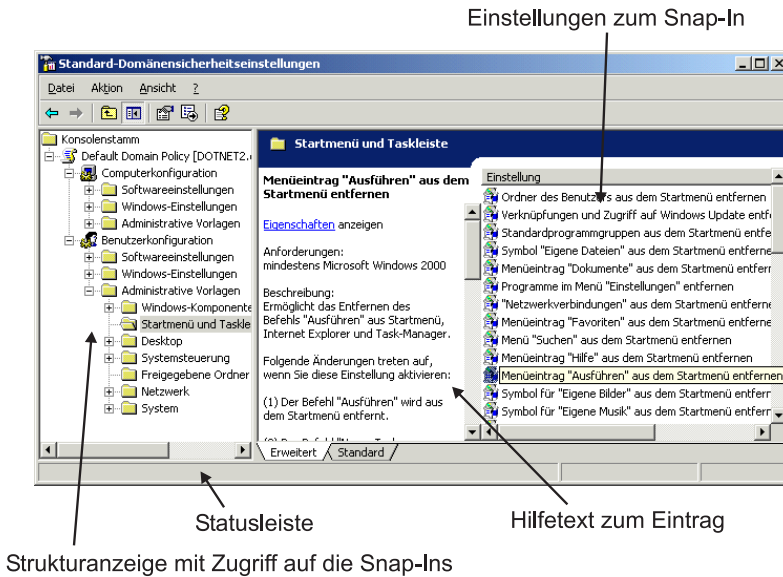 Einstellungen zum Snap-In
Standard-Domänensicherheitseinstellungen
Datei Aktion Ansicht ?
Konsolenstamm
Default Domain Policy [DOTNET2.
Computerkonfiguration
Softwareeinstellungen
Windows-Einstellungen
Administrative Vorlagen
Benutzerkonfiguration
Softwareeinstellungen
Windows-Einstellungen
Administrative Vorlagen
Windows-Komponente
Startmenü und Taskle
Desktop
Systemsteuerung
Freigegebene Ordner
Netzwerk
System
Startmenü und Taskleiste
Menüeintrag "Ausführen" aus dem
Startmenü entfernen
Eigenschaften anzeigen
Anforderungen:
mindestens Microsoft Windows 2000
Beschreibung:
Ermöglicht das Entfernen des
Befehls "Ausführen" aus Startmenü,
Internet Explorer und Task-Manager.
Folgende Änderungen treten auf,
wenn Sie diese Einstellung aktivieren:
(1) Der Befehl "Ausführen" wird aus
dem Startmenü entfernt.
Einstellung
Ordner des Benutzers aus dem Startmenü entfernen
Verknüpfungen und Zugriff auf Windows Update entfe
Standardprogrammgruppen aus dem Startmenü entfe
Symbol "Eigene Dateien" aus dem Startmenü entferne
Menüeintrag "Dokumente" aus dem Startmenü entfern
Programme im Menü "Einstellungen" entfernen
"Netzwerkverbindungen" aus dem Startmenü entferne
Menüeintrag "Favoriten" aus dem Startmenü entferne
Menü "Suchen" aus dem Startmenü entfernen
Menüeintrag "Hilfe" aus dem Startmenü entfernen
Menüeintrag "Ausführen" aus dem Startmenü entfernen
Symbol für "Eigene Bilder" aus dem Startmenü entfern
Symbol für "Eigene Musik" aus dem Startmenü entfern
Erweitert Standard
Statusleiste
Hilfetext zum Eintrag
Strukturanzeige mit Zugriff auf die Snap-Ins